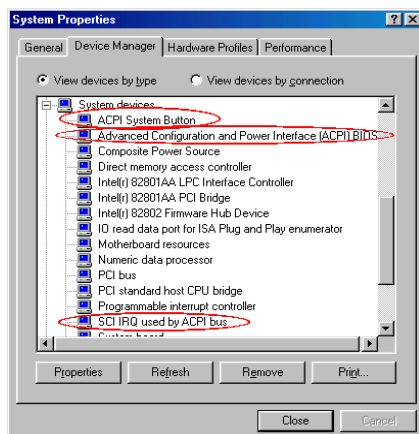 System Properties
General Device Manager Hardware Profiles Performance
View devices by type View devices by connection
System devices
ACPI System Button
Advanced Configuration and Power Interface (ACPI) BIOS
Composite Power Source
Direct memory access controller
Intel(r) 82801AA LPC Interface Controller
Intel(r) 82801AA PCI Bridge
Intel(r) 82802 Firmware Hub Device
IO read data port for ISA Plug and Play enumerator
Motherboard resources
Numeric data processor
PCI bus
PCI standard host CPU bridge
Programmable interrupt controller
SCI IRQ used by ACPI bus
System board
Properties Refresh Remove Print...
Close Cancel